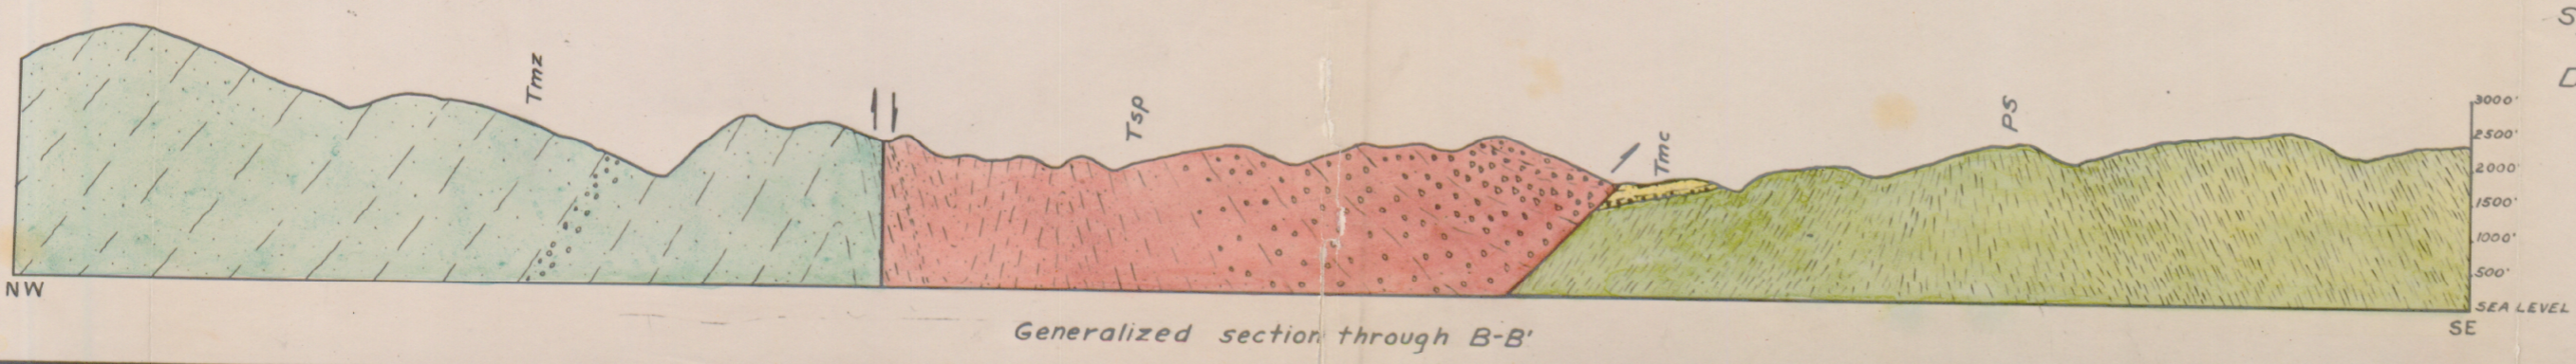 Tmz
Tsp
Tmc
PS
3000'
2500'
2000'
1500'
1000'
500'
SEA LEVEL
NW
SE
Generalized section through B-B'